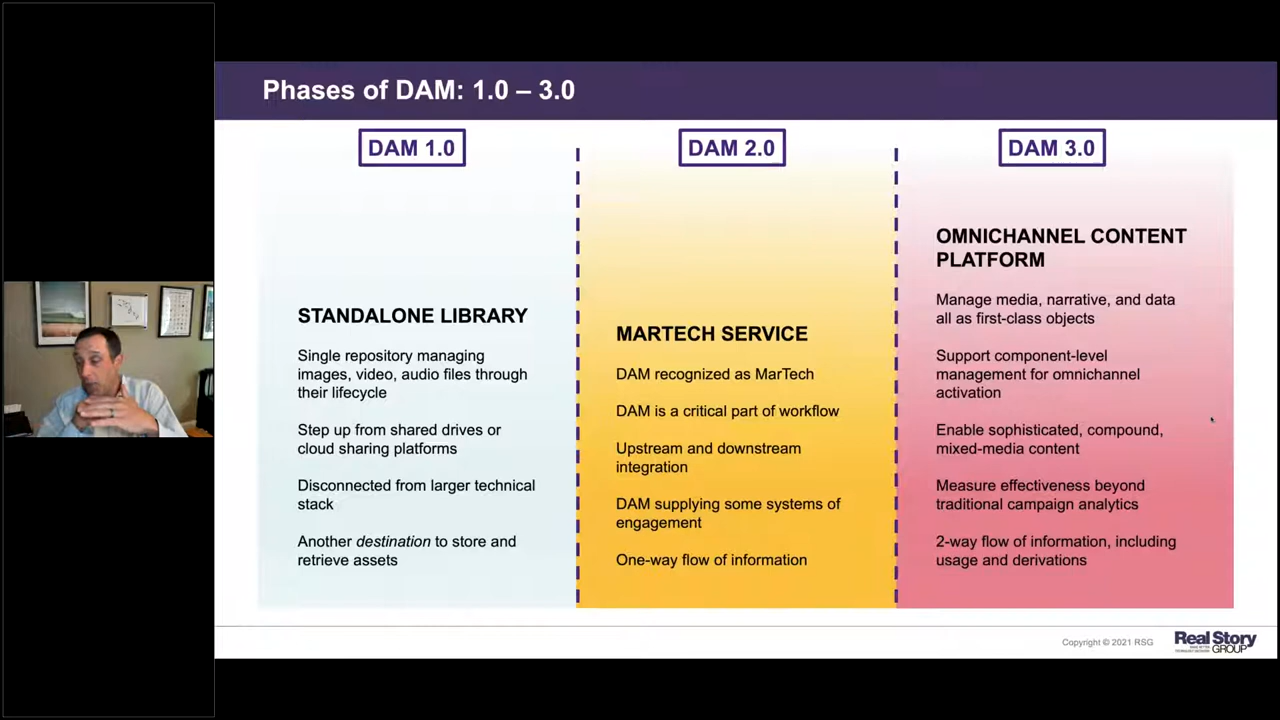 Phases of DAM: 1.0 – 3.0
DAM 1.0
STANDALONE LIBRARY
Single repository managing
images, video, audio files through
their lifecycle
Step up from shared drives or
cloud sharing platforms
Disconnected from larger technical
stack
Another destination to store and
retrieve assets
DAM 2.0
MARTECH SERVICE
DAM recognized as MarTech
DAM is a critical part of workflow
Upstream and downstream
integration
DAM supplying some systems of
engagement
One-way flow of information
DAM 3.0
OMNICHANNEL CONTENT
PLATFORM
Manage media, narrative, and data
all as first-class objects
Support component-level
management for omnichannel
activation
Enable sophisticated, compound,
mixed-media content
Measure effectiveness beyond
traditional campaign analytics
2-way flow of information, including
usage and derivations
Copyright © 2021 RSG
Real Story
GROUP